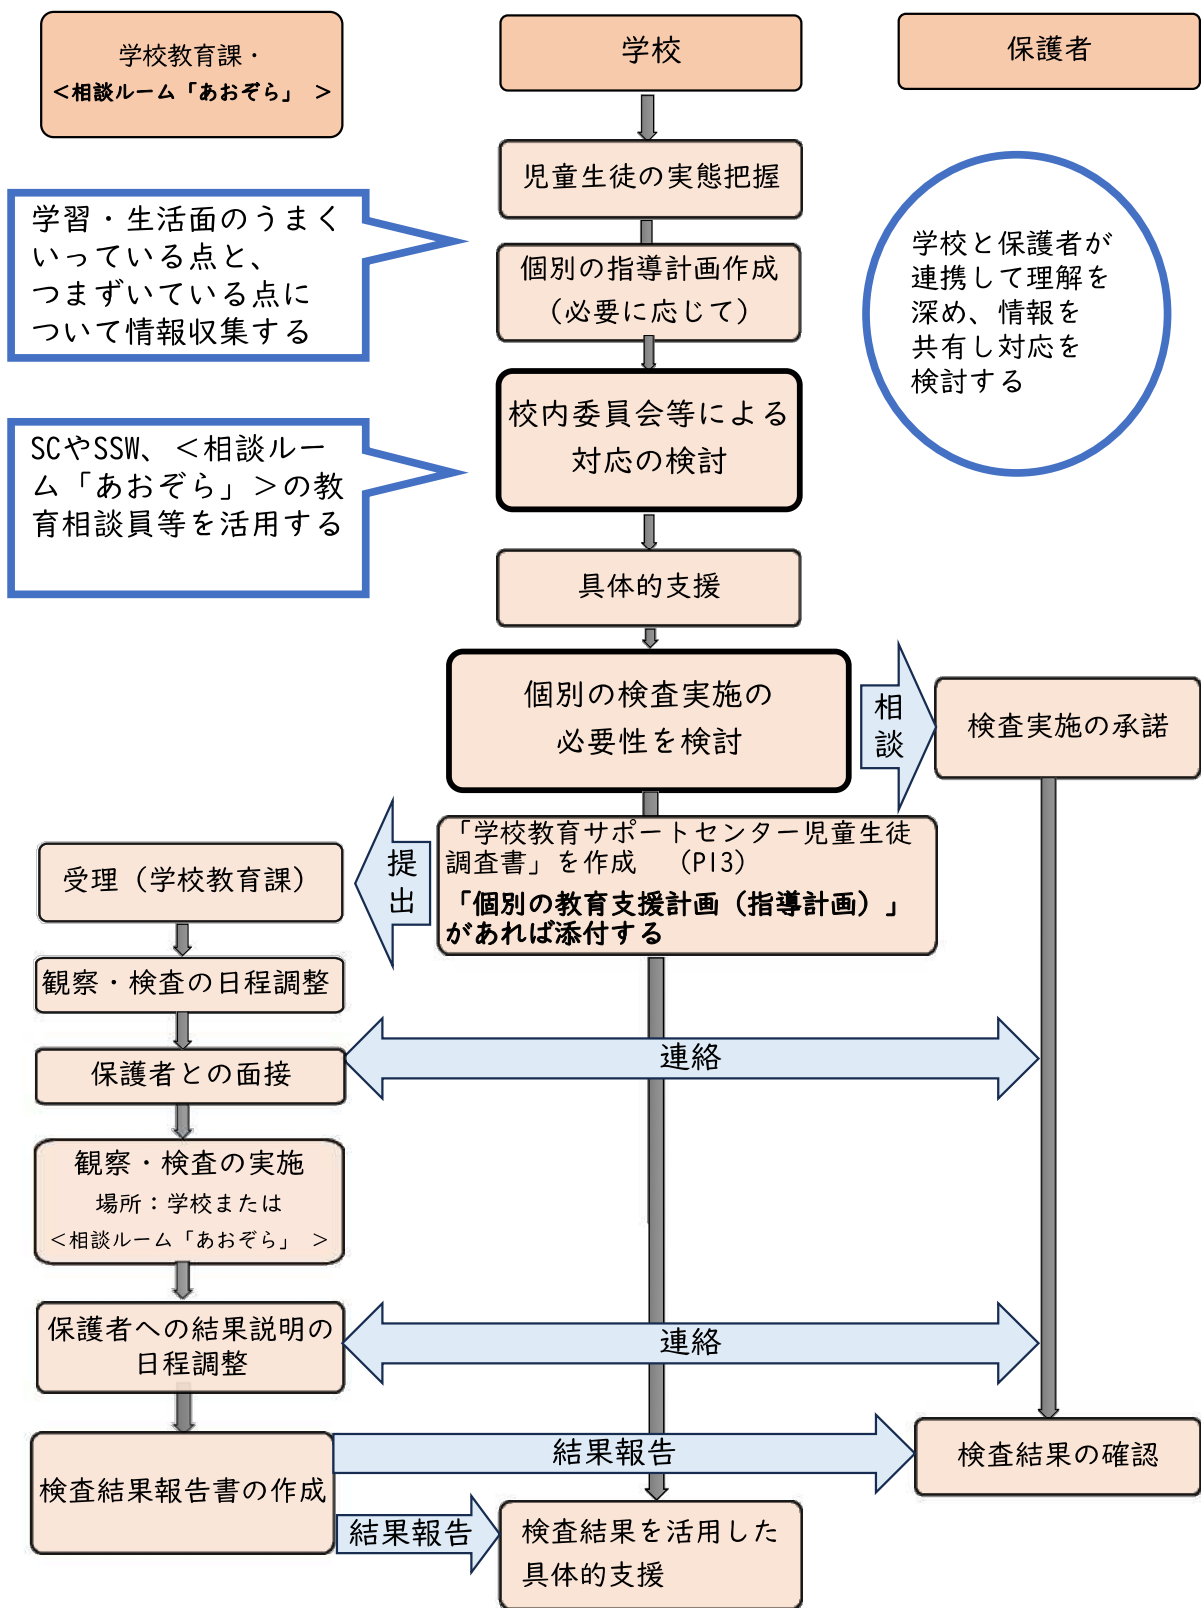 学校教育課・
＜相談ルーム「あおぞら」 ＞
学校
保護者
児童生徒の実態把握
学習・生活面のうまく
いっている点と、
つまずいている点に
ついて情報収集する
個別の指導計画作成
（必要に応じて）
学校と保護者が
連携して理解を
深め、情報を
共有し対応を
検討する
校内委員会等による
対応の検討
SCやSSW、＜相談ルー
ム「あおぞら」＞の教
育相談員等を活用する
具体的支援
個別の検査実施の
必要性を検討
相
談
検査実施の承諾
「学校教育サポートセンター児童生徒
調査書」を作成 （P13）
「個別の教育支援計画（指導計画）」
があれば添付する
提
出
受理（学校教育課）
観察・検査の日程調整
保護者との面接
連絡
観察・検査の実施
場所：学校または
＜相談ルーム「あおぞら」 ＞
保護者への結果説明の
日程調整
連絡
検査結果報告書の作成
結果報告
検査結果の確認
結果報告
検査結果を活用した
具体的支援